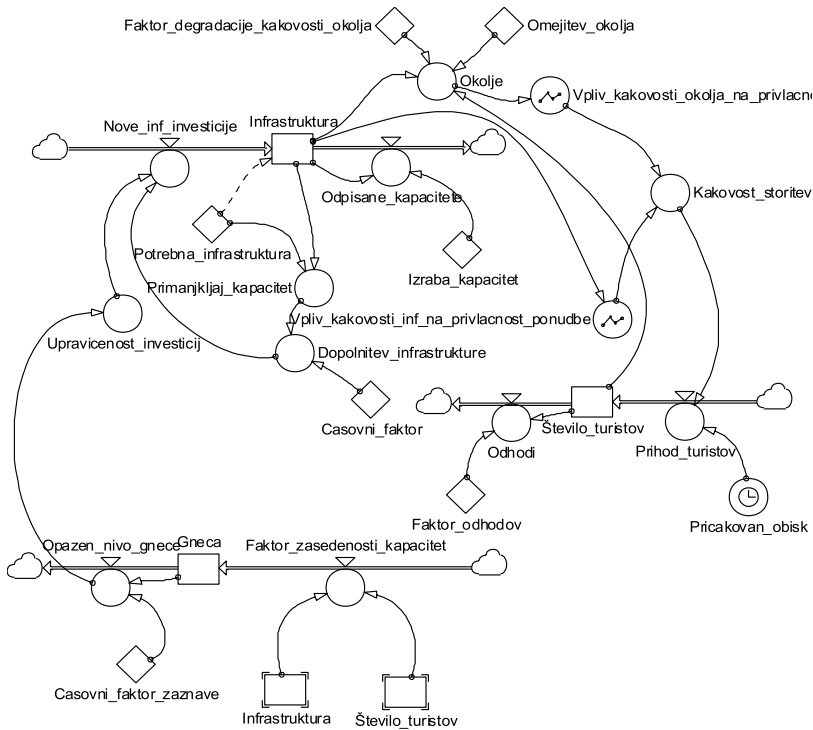 Faktor_degradacije_kakovosti_okolja
Omejitev_okolja
Okolje
Vpliv_kakovosti_okolja_na_privlacn
Nove_inf_investicije
Infrastruktura
Odpisane_kapacitete
Kakovost_storitev
Potrebna_infrastruktura
Izraba_kapacitet
Primanjkljaj_kapacitet
Vpliv_kakovosti_inf_na_privlacnost_ponudbe
Upravicenost_investicij
Dopolnitev_infrastrukture
Casovni_faktor
Število_turistov
Odhodi
Prihod_turistov
Faktor_odhodov
Pricakovan_obisk
Opazen_nivo_gnece
Gneca
Faktor_zasedenosti_kapacitet
Casovni_faktor_zaznave
Infrastruktura
Število_turistov